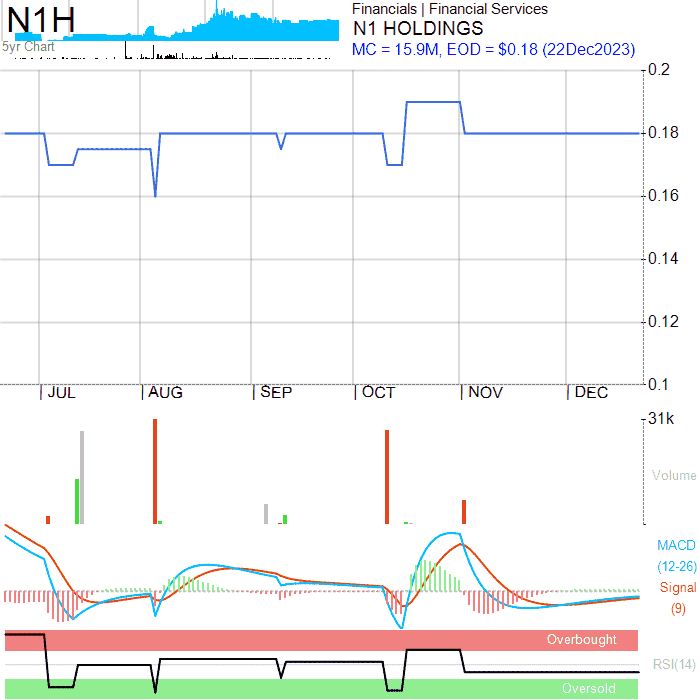 N1H
5yr Chart
Financials | Financial Services
N1 HOLDINGS
MC = 15.9M, EOD = $0.18 (22Dec2023)
0.2
0.18
0.16
0.14
0.12
0.1
JUL AUG SEP OCT NOV DEC
31k
Volume
MACD
(12-26)
Signal
(9)
Overbought
RSI(14)
Oversold